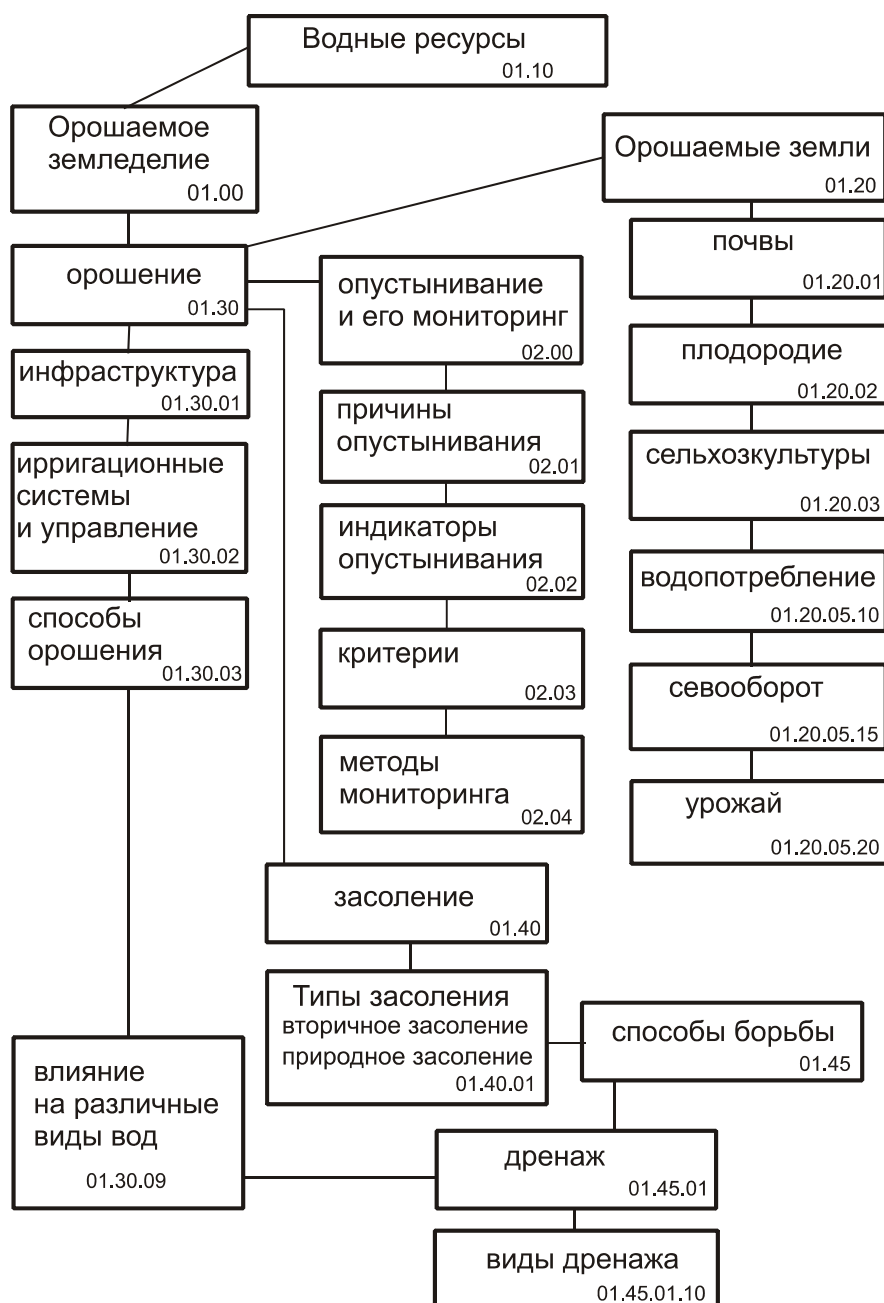 Водные ресурсы
01.10
Орошаемое
земледелие
01.00
Орошаемые земли
01.20
орошение
01.30
инфраструктура
01.30.01
ирригационные
системы
и управление
01.30.02
способы
орошения
01.30.03
влияние
на различные
виды вод
01.30.09
опустынивание
и его мониторинг
02.00
причины
опустынивания
02.01
индикаторы
опустынивания
02.02
критерии
02.03
методы
мониторинга
02.04
почвы
01.20.01
плодородие
01.20.02
сельхозкультуры
01.20.03
водопотребление
01.20.05.10
севооборот
01.20.05.15
урожай
01.20.05.20
засоление
01.40
Типы засоления
вторичное засоление
природное засоление
01.40.01
способы борьбы
01.45
дренаж
01.45.01
виды дренажа
01.45.01.10